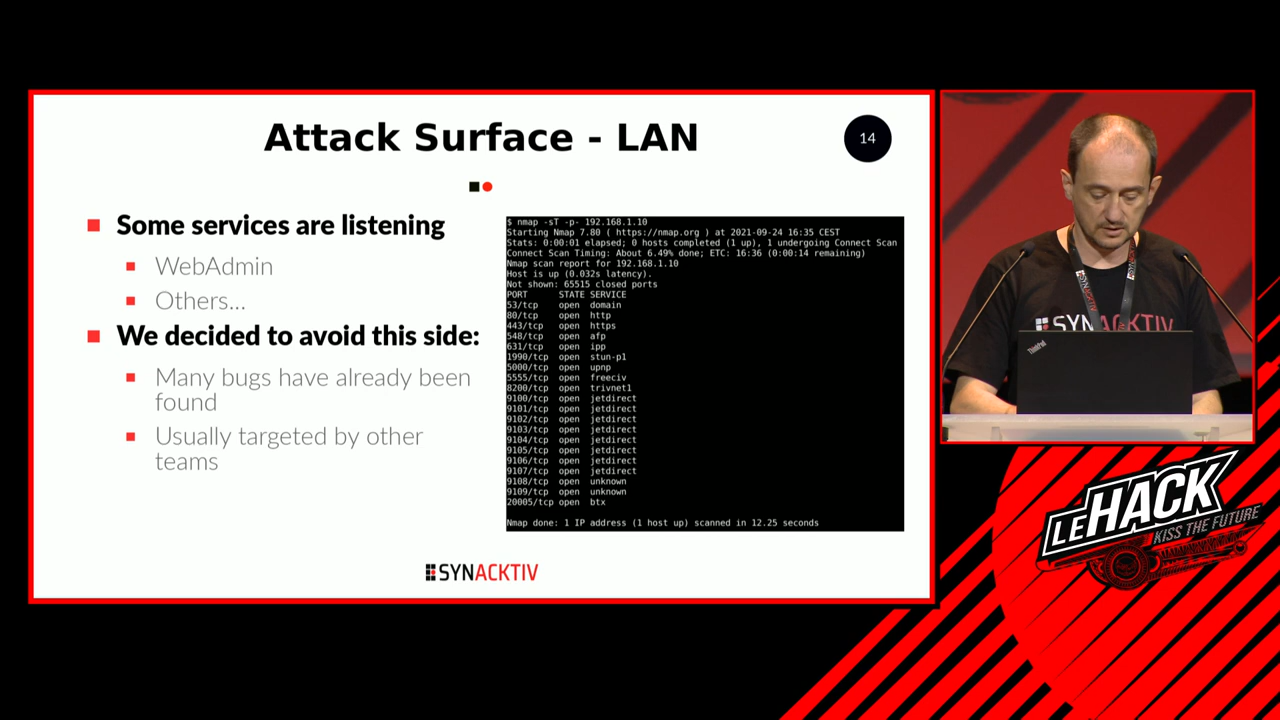 Attack Surface - LAN
14
Some services are listening
WebAdmin
Others...
We decided to avoid this side:
Many bugs have already been
found
Usually targeted by other
teams
$ nmap -sT -p- 192.168.1.10
Starting Nmap 7.80 ( https://nmap.org ) at 2021-09-24 16:35 CEST
Stats: 0:00:01 elapsed; 0 hosts completed (1 up), 1 undergoing Connect Scan
Connect Scan Timing: About 6.49% done; ETC: 16:36 (0:00:14 remaining)
Nmap scan report for 192.168.1.10
Host is up (0.032s latency).
Not shown: 65515 closed ports
PORT STATE SERVICE
53/tcp open domain
80/tcp open http
443/tcp open https
548/tcp open afp
631/tcp open ipp
1990/tcp open stun-p1
5000/tcp open upnp
5555/tcp open freeciv
8200/tcp open trivnet1
9100/tcp open jetdirect
9101/tcp open jetdirect
9102/tcp open jetdirect
9103/tcp open jetdirect
9104/tcp open jetdirect
9105/tcp open jetdirect
9106/tcp open jetdirect
9107/tcp open jetdirect
9108/tcp open unknown
9109/tcp open unknown
20005/tcp open btx
Nmap done: 1 IP address (1 host up) scanned in 12.25 seconds
SYNACKTIV
SYNACKTIV
ThinkPad
LEHACK
KISS THE FUTURE